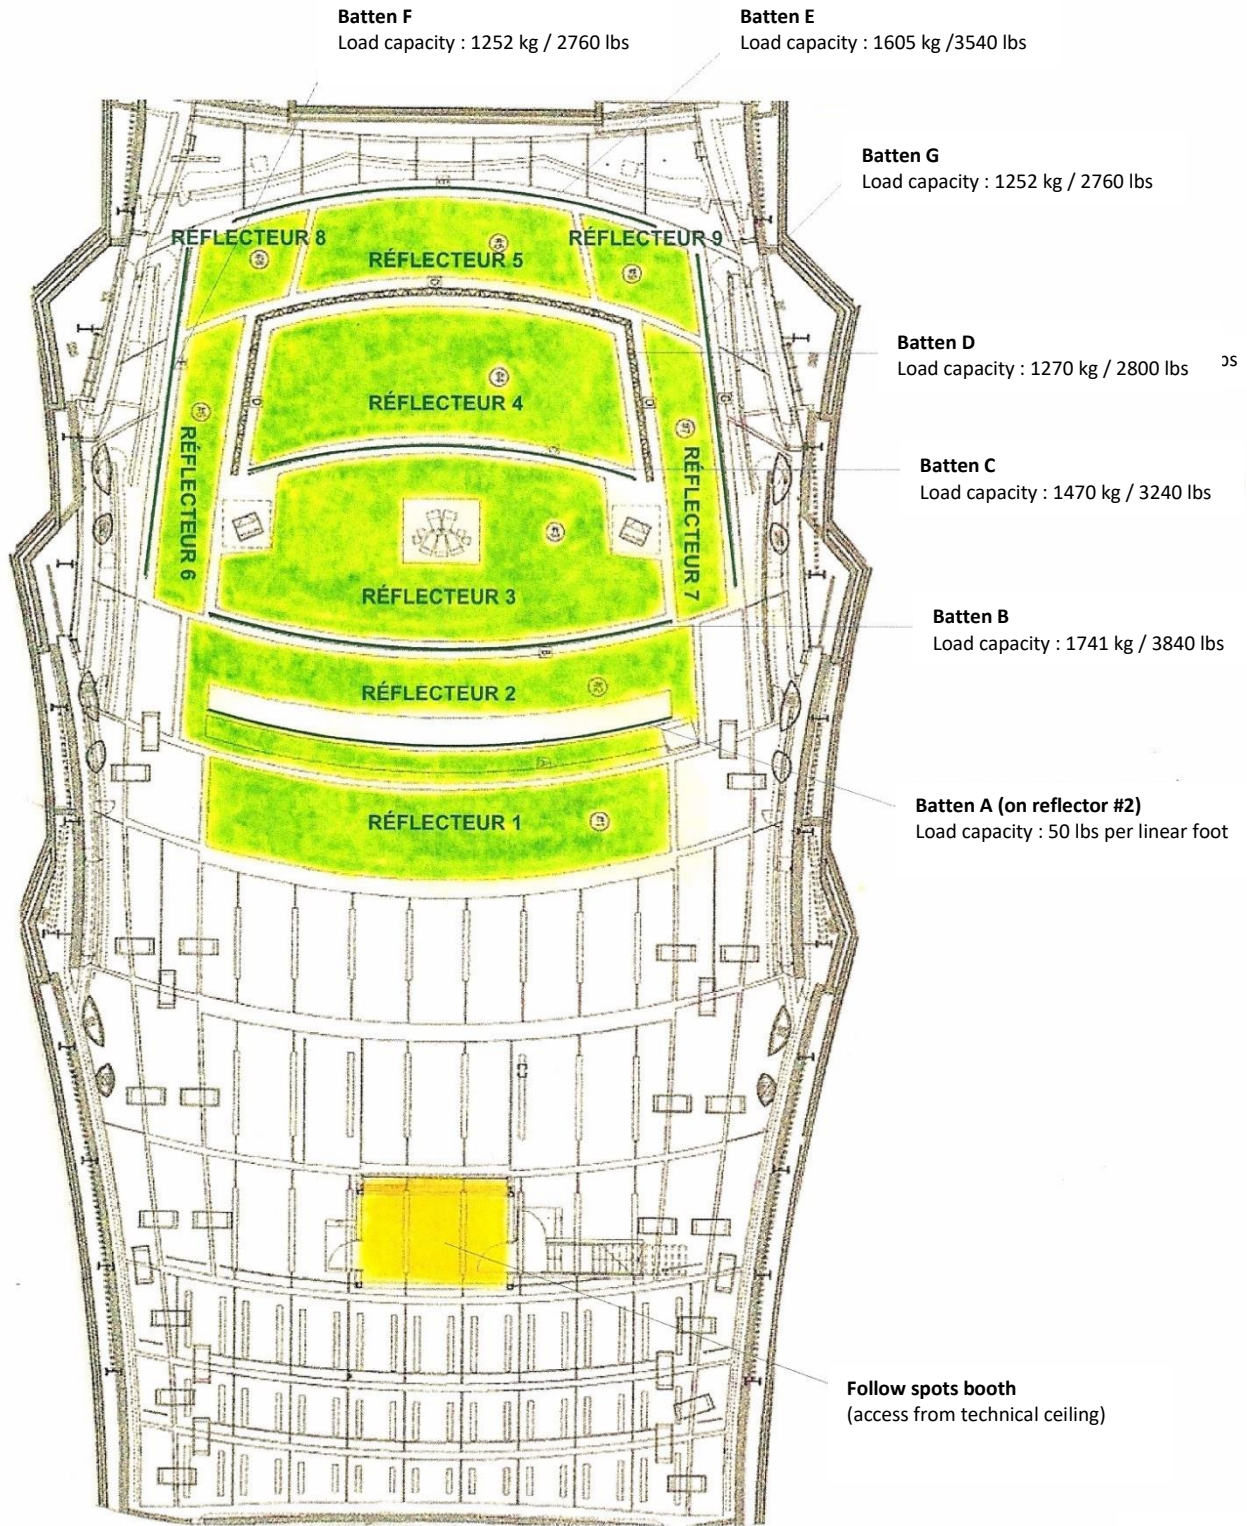 Batten F
Load capacity : 1252 kg / 2760 lbs
Batten E
Load capacity : 1605 kg /3540 lbs
Batten G
Load capacity : 1252 kg / 2760 lbs
RÉFLECTEUR 8
RÉFLECTEUR 5
RÉFLECTEUR 9
Batten D
Load capacity : 1270 kg / 2800 lbs
bs
RÉFLECTEUR 4
RÉFLECTEUR 6
RÉFLECTEUR 7
Batten C
Load capacity : 1470 kg / 3240 lbs
RÉFLECTEUR 3
Batten B
Load capacity : 1741 kg / 3840 lbs
RÉFLECTEUR 2
Batten A (on reflector #2)
Load capacity : 50 lbs per linear foot
RÉFLECTEUR 1
Follow spots booth
(access from technical ceiling)